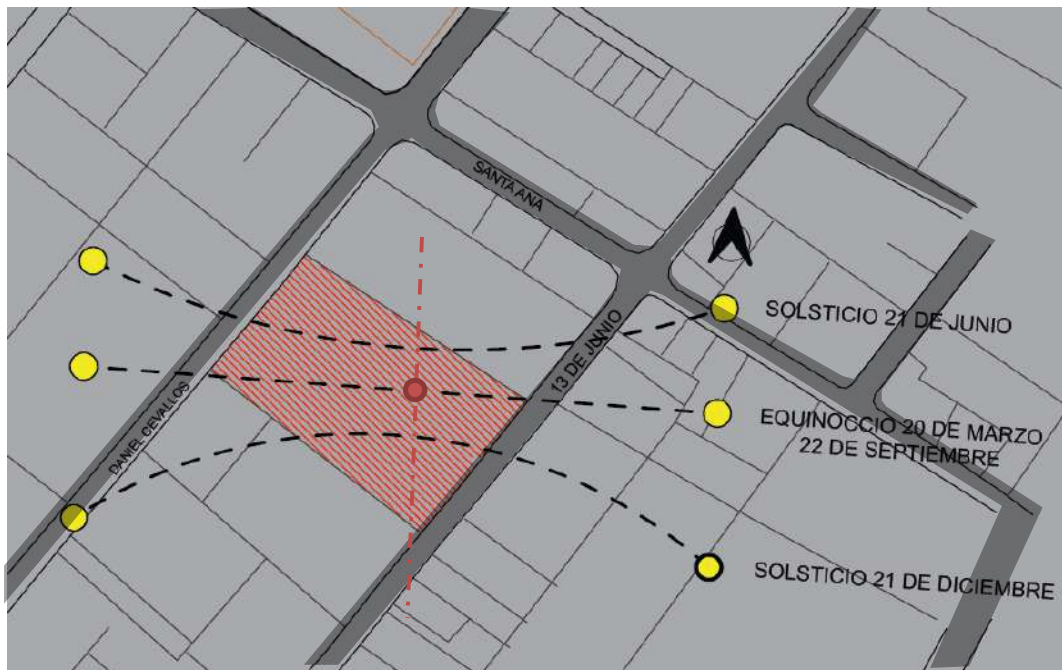 SANTA ANA
SOLSTICIO 21 DE JUNIO
13 DE JUNIO
DANIEL CEVALLOS
EQUINOCCIO 20 DE MARZO
22 DE SEPTIEMBRE
SOLSTICIO 21 DE DICIEMBRE